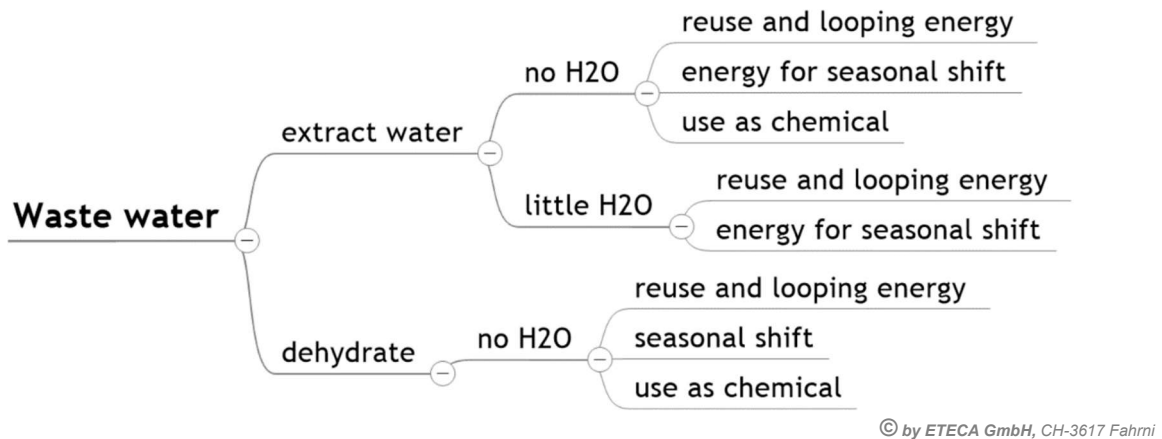 Waste water
extract water
no H2O
reuse and looping energy
energy for seasonal shift
use as chemical
little H2O
reuse and looping energy
energy for seasonal shift
dehydrate
no H2O
reuse and looping energy
seasonal shift
use as chemical
© by ETECA GmbH, CH-3617 Fahrni